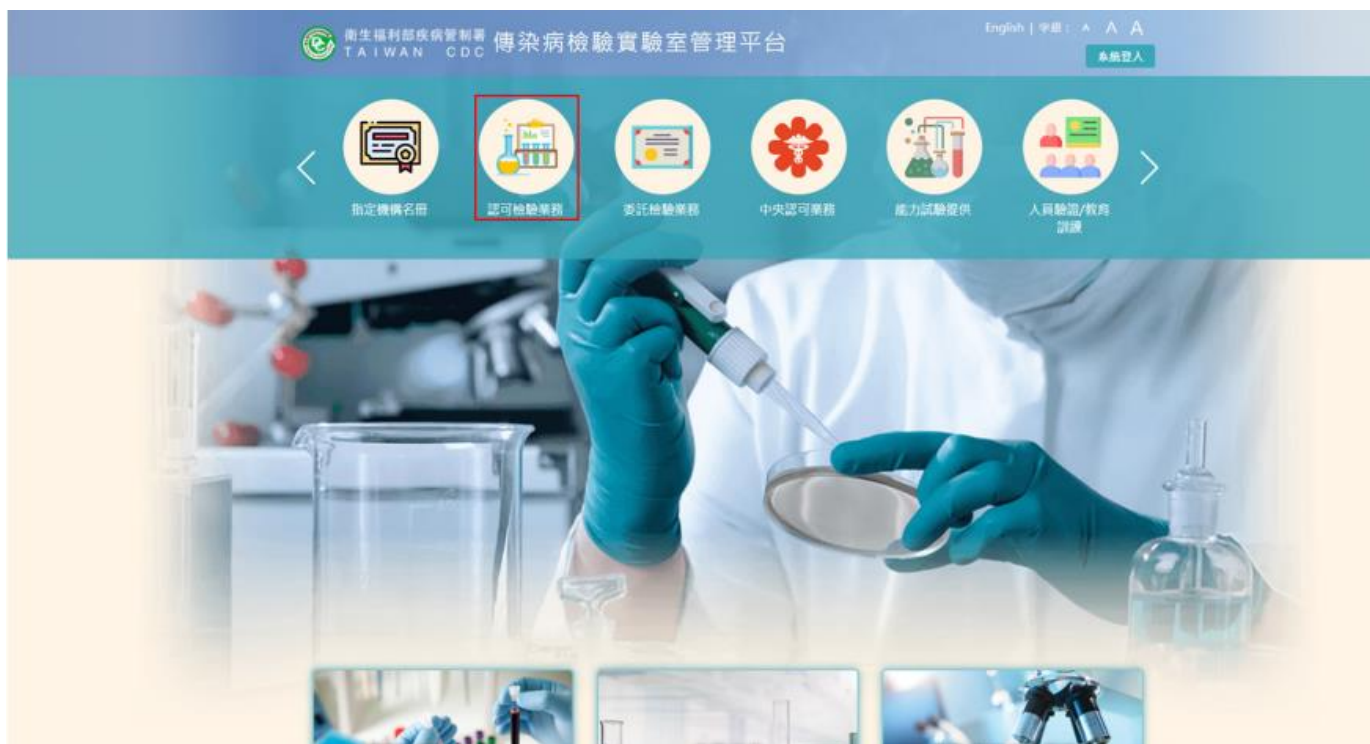 衛生福利部疾病管制署
TAIWAN CDC
傳染病檢驗實驗室管理平台
English | 字級： A A A
系統登入
指定機構名冊
認可檢驗業務
委託檢驗業務
中央認可業務
能力試驗提供
人員驗證/教育
訓練